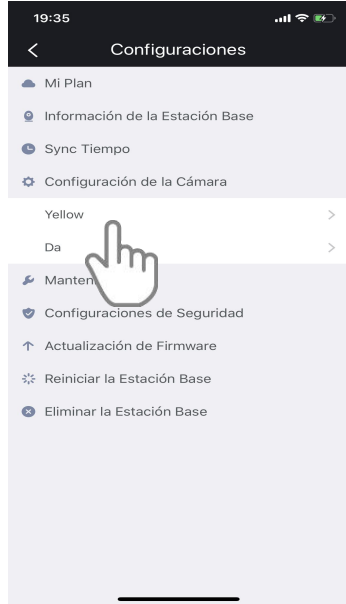 19:35
Configuraciones
Mi Plan
Información de la Estación Base
Sync Tiempo
Configuración de la Cámara
Yellow
Da
Configuraciones de Seguridad
Actualización de Firmware
Reiniciar la Estación Base
Eliminar la Estación Base